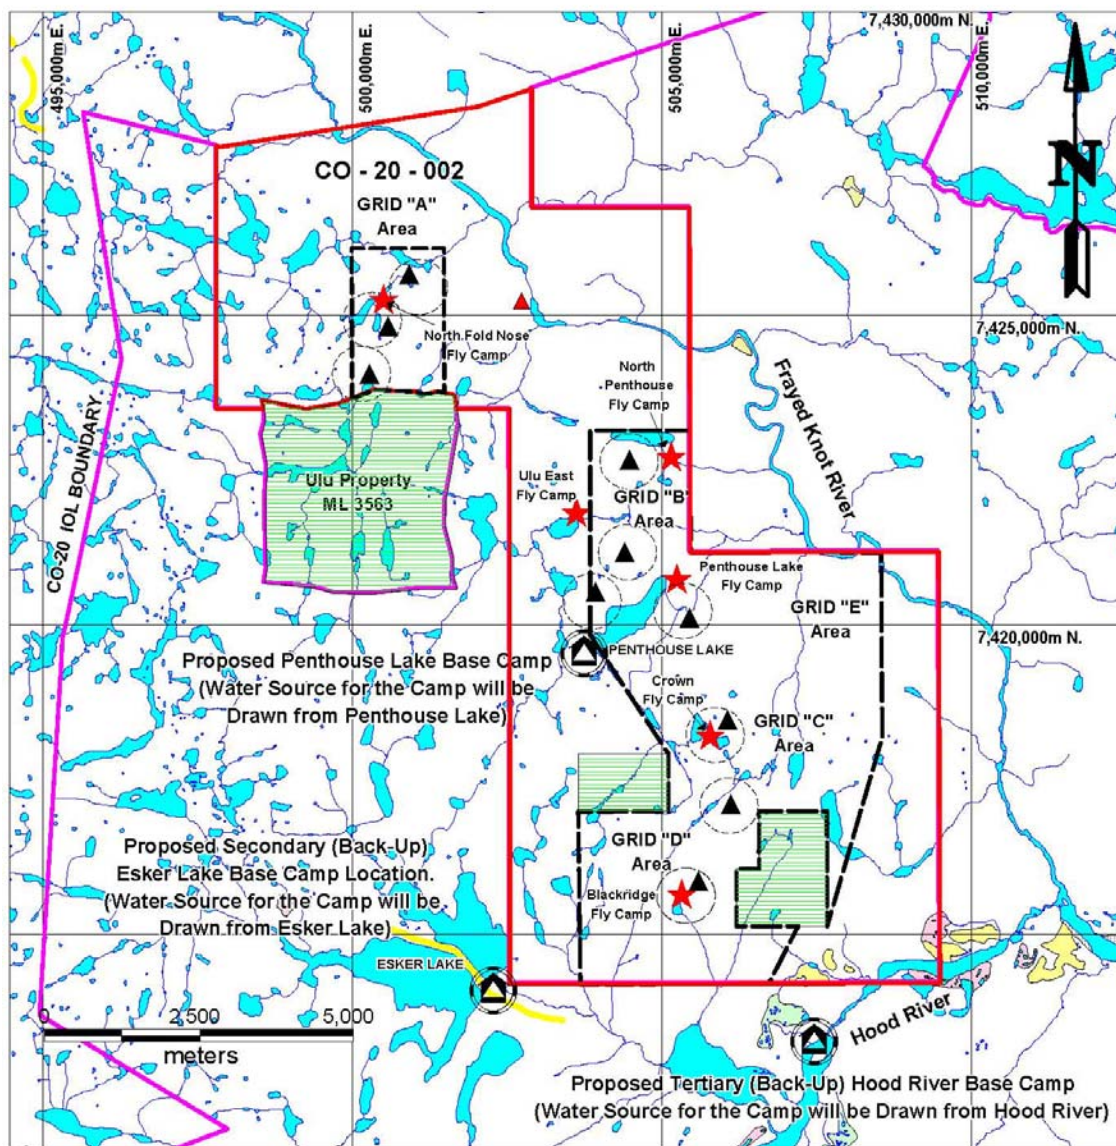 495,000m E.
500,000m E.
505,000m E.
510,000m E.
7,430,000m N.
N
CO - 20 - 002
GRID "A"
Area
North Fold Nose
Fly Camp
7,425,000m N.
North
Penthouse
Fly Camp
Frayed Knot River
CO-20 IOL BOUNDARY
Ulu Property
ML 3563
Ulu East
Fly Camp
GRID "B"
Area
Penthouse Lake
Fly Camp
GRID "E"
Area
7,420,000m N.
PENTHOUSE LAKE
Proposed Penthouse Lake Base Camp
(Water Source for the Camp will be
Drawn from Penthouse Lake)
Crown
Fly Camp
GRID "C"
Area
Proposed Secondary (Back-Up)
Esker Lake Base Camp Location.
(Water Source for the Camp will be
Drawn from Esker Lake)
GRID "D"
Area
Blackridge
Fly Camp
ESKER LAKE
Hood River
0 2,500 5,000
meters
Proposed Tertiary (Back-Up) Hood River Base Camp
(Water Source for the Camp will be Drawn from Hood River)